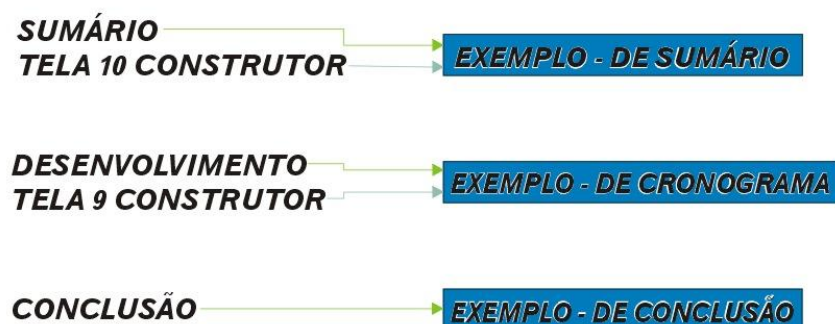 SUMÁRIO
TELA 10 CONSTRUTOR
EXEMPLO - DE SUMÁRIO
DESENVOLVIMENTO
TELA 9 CONSTRUTOR
EXEMPLO - DE CRONOGRAMA
CONCLUSÃO
EXEMPLO - DE CONCLUSÃO